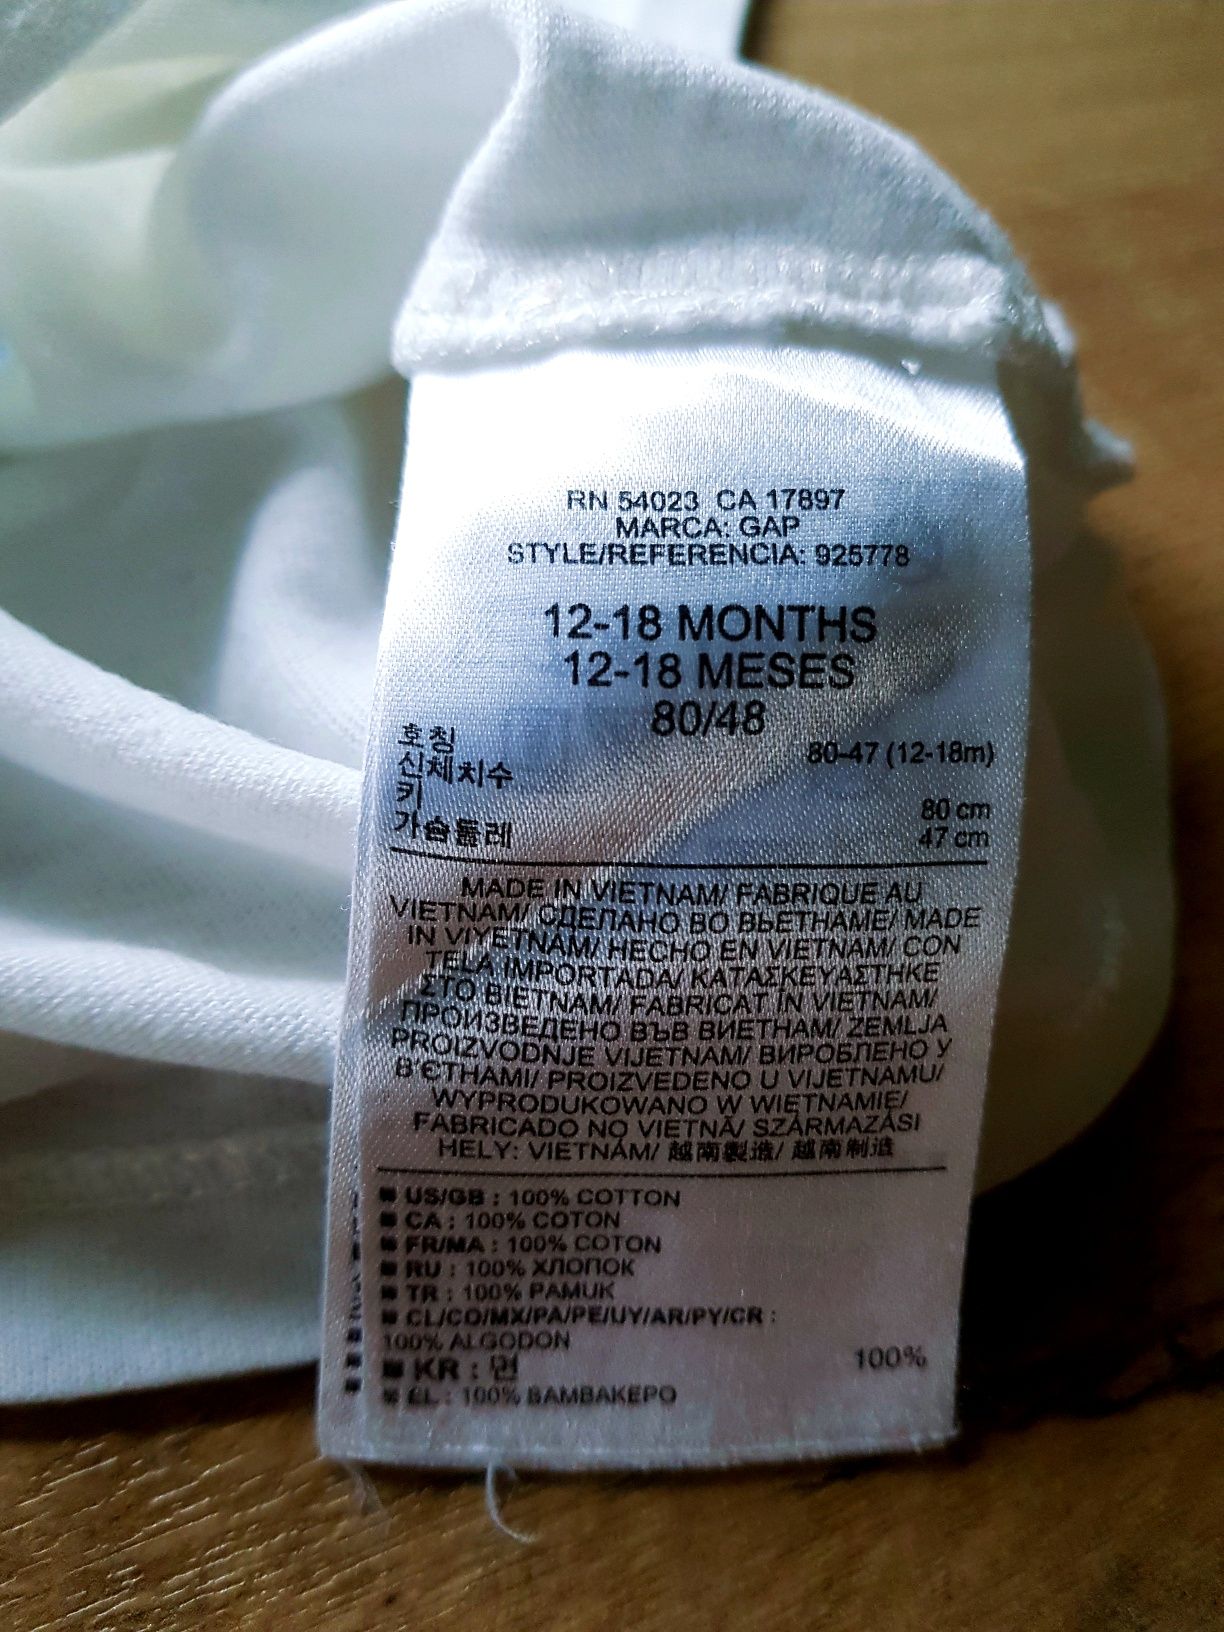 RN 54023 CA 17897
MARCA: GAP
STYLE/REFERENCIA: 925778
12-18 MONTHS
12-18 MESES
80/48
호칭 80-47 (12-18m)
신체치수
키 80 cm
가슴둘레 47 cm
MADE IN VIETNAM/ FABRIQUE AU
VIETNAM/ СДЕЛАНО ВО ВЬЕТНАМЕ/ MADE
IN VIYETNAM/ HECHO EN VIETNAM/ CON
TELA IMPORTADA/ ΚΑΤΑΣΚΕΥΑΣΤΗΚΕ
ΣΤΟ ΒΙΕΤΝΑΜ/ FABRICAT ÎN VIETNAM/
ПРОИЗВЕДЕНО ВЪВ ВИЕТНАМ/ ZEMLJA
PROIZVODNJE VIJETNAM/ ВИРОБЛЕНО У
В'ЄТНАМІ/ PROIZVEDENO U VIJETNAMU/
WYPRODUKOWANO W WIETNAMIE/
FABRICADO NO VIETNÃ/ SZÁRMAZÁSI
HELY: VIETNÁM/ 越南製造/ 越南制造
■ US/GB : 100% COTTON
■ CA : 100% COTON
■ FR/MA : 100% COTON
■ RU : 100% ХЛОПОК
■ TR : 100% PAMUK
■ CL/CO/MX/PA/PE/UY/AR/PY/CR :
100% ALGODON
■ KR : 면 100%
■ EL : 100% ΒΑΜΒΑΚΕΡΟ